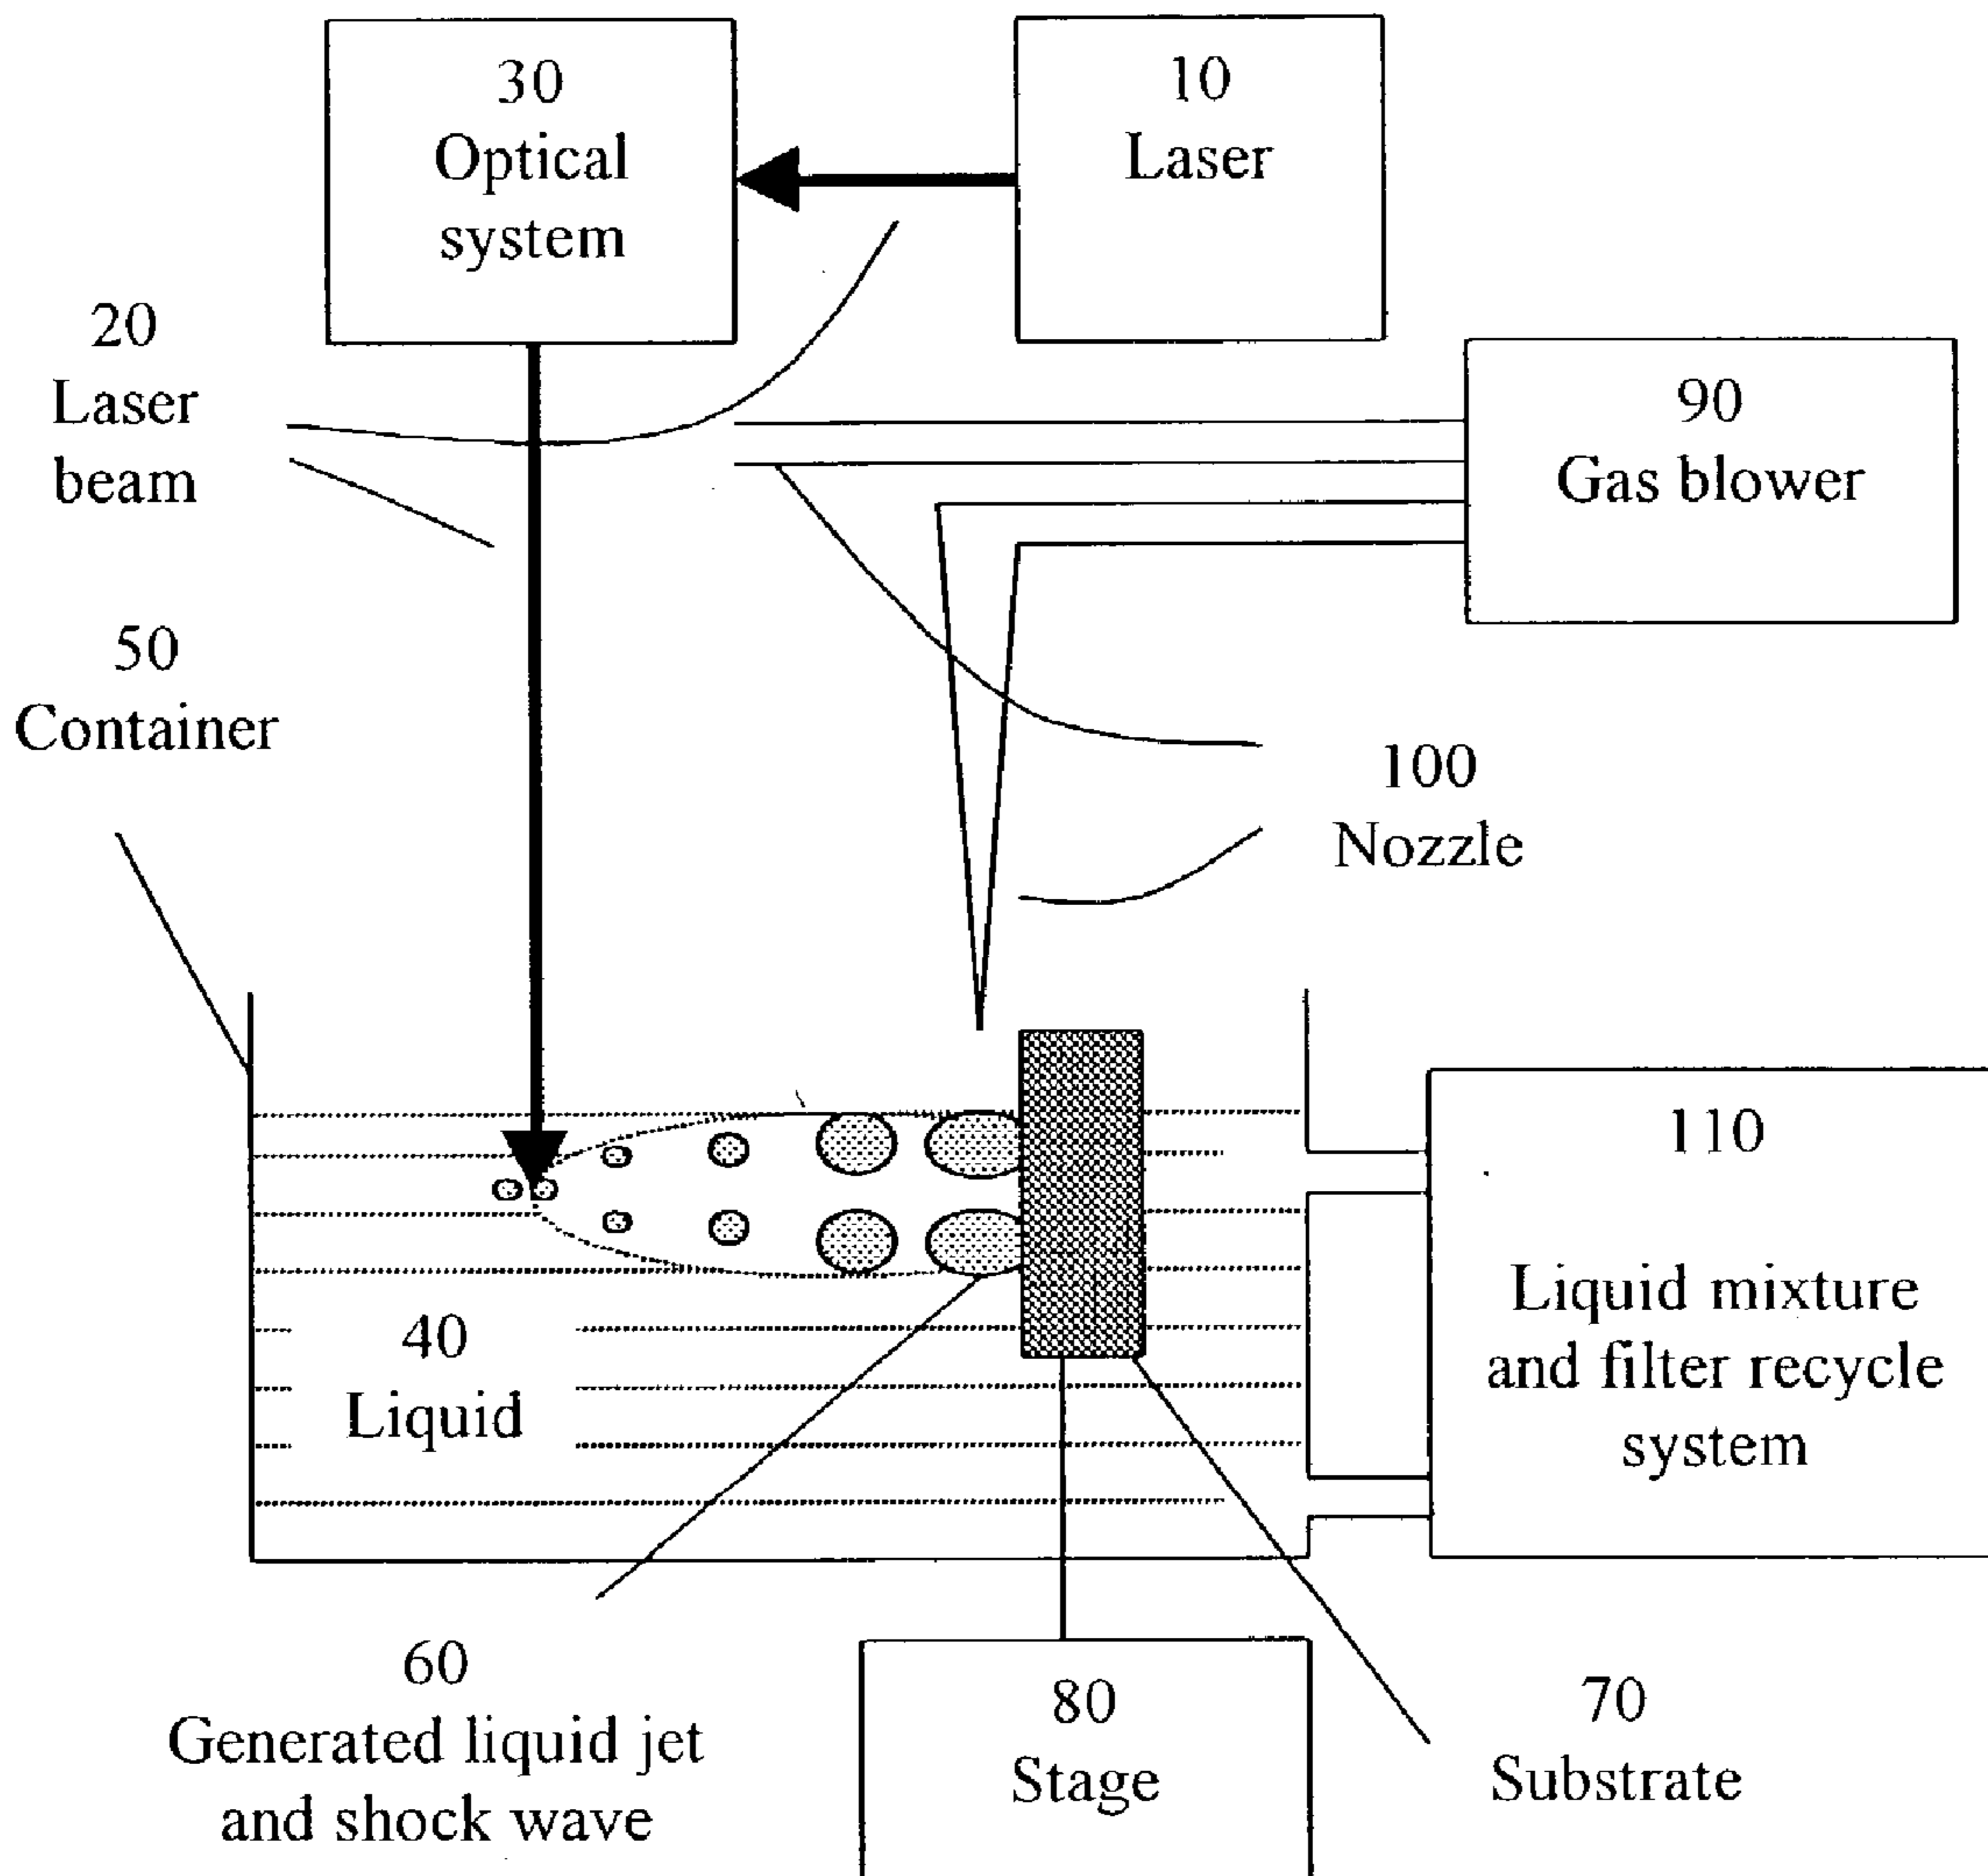 30
Optical
system
10
Laser
20
Laser
beam
90
Gas blower
50
Container
100
Nozzle
110
Liquid mixture
and filter recycle
system
40
Liquid
60
Generated liquid jet
and shock wave
80
Stage
70
Substrate